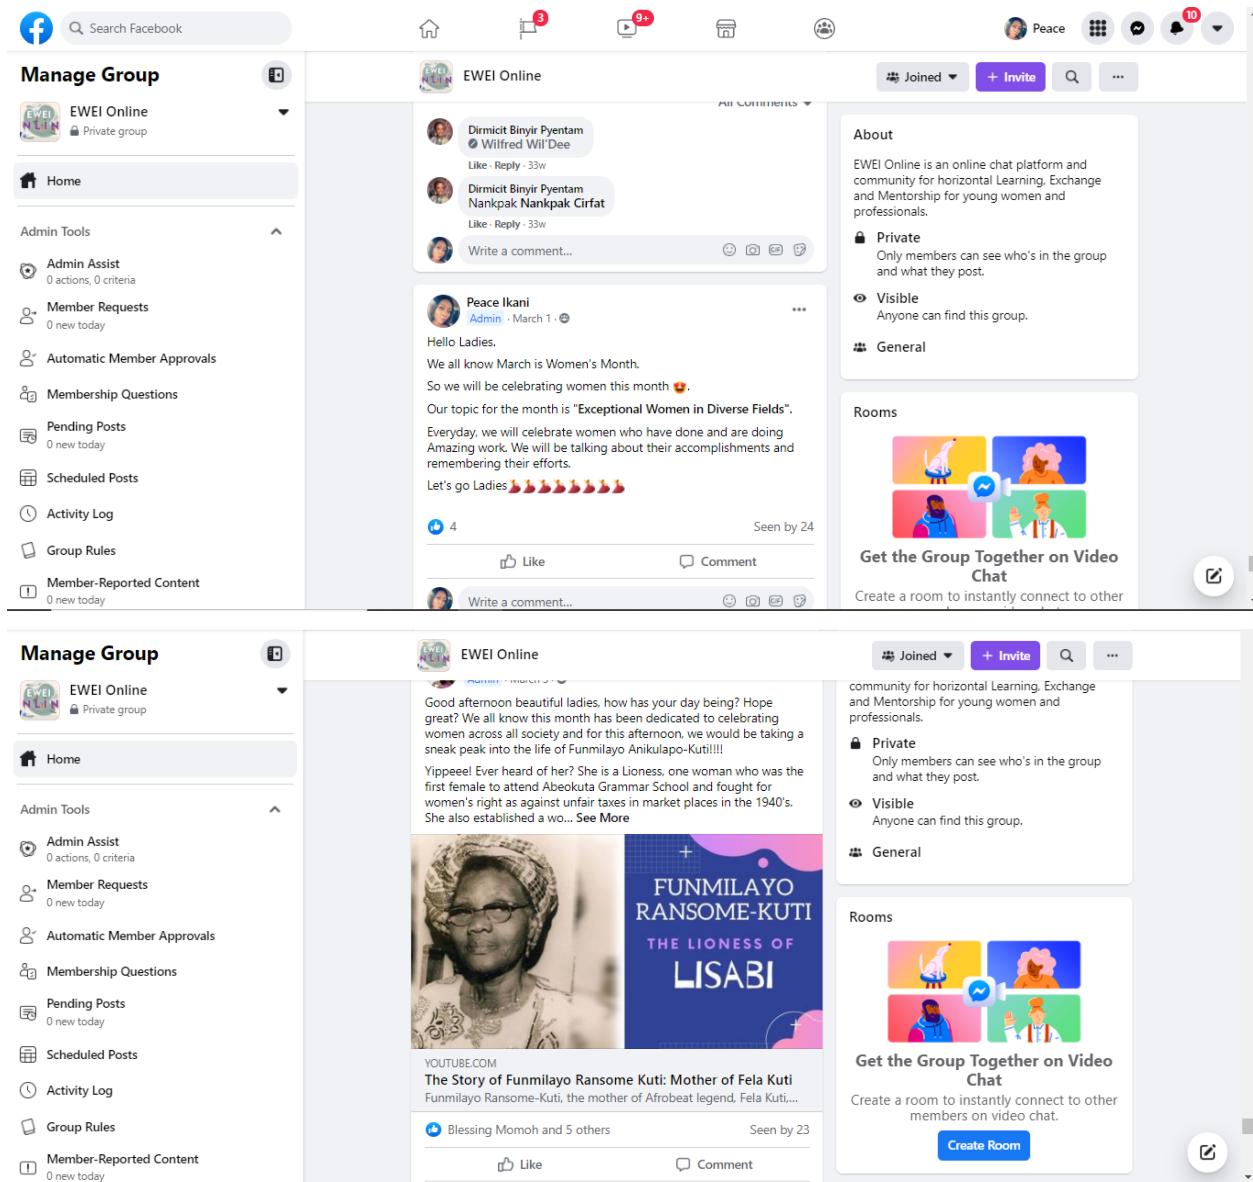 Search Facebook
3
9+
Peace
10
Manage Group
EWEI Online
Private group
Home
Admin Tools
Admin Assist
0 actions, 0 criteria
Member Requests
0 new today
Automatic Member Approvals
Membership Questions
Pending Posts
0 new today
Scheduled Posts
Activity Log
Group Rules
Member-Reported Content
0 new today
EWEI
NLIN
EWEI Online
Joined
+ Invite
All Comments
Dirmicit Binyir Pyentam
Wilfred Wil'Dee
Like · Reply · 33w
Dirmicit Binyir Pyentam
Nankpak Nankpak Cirfat
Like · Reply · 33w
Write a comment...
GIF
Peace Ikani
Admin · March 1 ·
Hello Ladies.
We all know March is Women's Month.
So we will be celebrating women this month 😍.
Our topic for the month is "Exceptional Women in Diverse Fields".
Everyday, we will celebrate women who have done and are doing
Amazing work. We will be talking about their accomplishments and
remembering their efforts.
Let's go Ladies💃💃💃💃💃💃💃💃
4
Seen by 24
Like
Comment
Write a comment...
GIF
About
EWEI Online is an online chat platform and
community for horizontal Learning, Exchange
and Mentorship for young women and
professionals.
Private
Only members can see who's in the group
and what they post.
Visible
Anyone can find this group.
General
Rooms
Get the Group Together on Video
Chat
Create a room to instantly connect to other
Manage Group
EWEI Online
Private group
Home
Admin Tools
Admin Assist
0 actions, 0 criteria
Member Requests
0 new today
Automatic Member Approvals
Membership Questions
Pending Posts
0 new today
Scheduled Posts
Activity Log
Group Rules
Member-Reported Content
0 new today
EWEI
NLIN
EWEI Online
Joined
+ Invite
Good afternoon beautiful ladies, how has your day being? Hope
great? We all know this month has been dedicated to celebrating
women across all society and for this afternoon, we would be taking a
sneak peak into the life of Funmilayo Anikulapo-Kuti!!!!
Yippeee! Ever heard of her? She is a Lioness, one woman who was the
first female to attend Abeokuta Grammar School and fought for
women's right as against unfair taxes in market places in the 1940's.
She also established a wo... See More
FUNMILAYO
RANSOME-KUTI
THE LIONESS OF
LISABI
YOUTUBE.COM
The Story of Funmilayo Ransome Kuti: Mother of Fela Kuti
Funmilayo Ransome-Kuti, the mother of Afrobeat legend, Fela Kuti,...
Blessing Momoh and 5 others
Seen by 23
Like
Comment
community for horizontal Learning, Exchange
and Mentorship for young women and
professionals.
Private
Only members can see who's in the group
and what they post.
Visible
Anyone can find this group.
General
Rooms
Get the Group Together on Video
Chat
Create a room to instantly connect to other
members on video chat.
Create Room